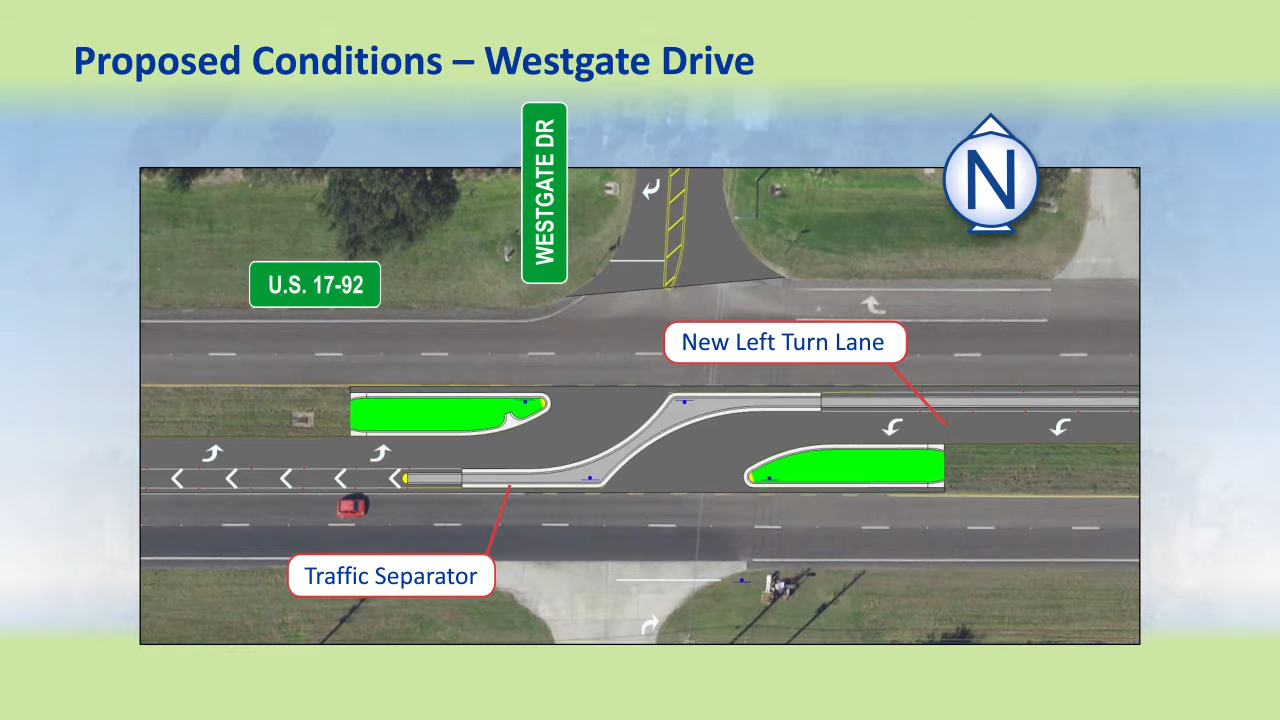 Proposed Conditions – Westgate Drive
WESTGATE DR
N
U.S. 17-92
New Left Turn Lane
Traffic Separator